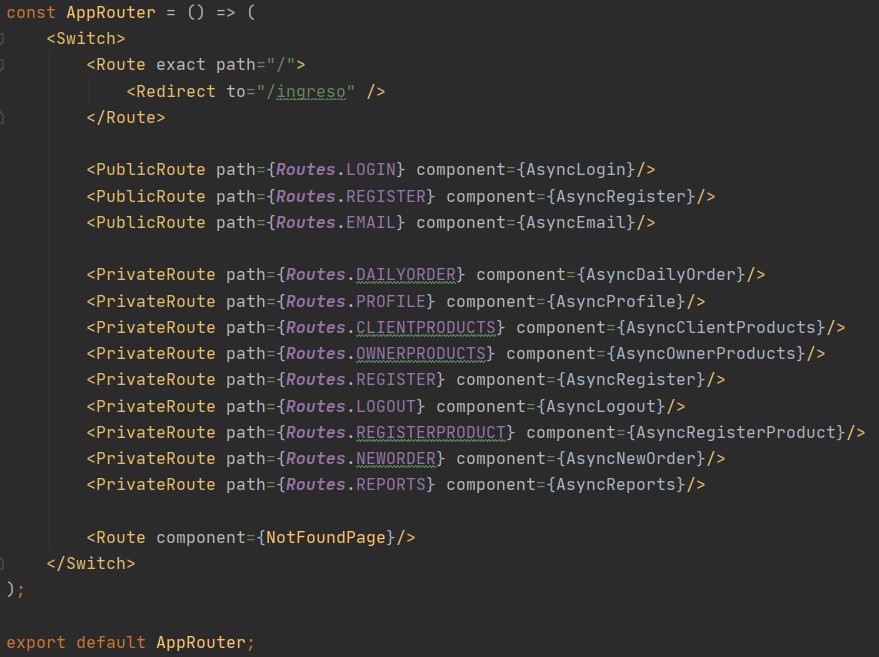 const AppRouter = () => (
<Switch>
<Route exact path="/">
<Redirect to="/ingreso" />
</Route>
<PublicRoute path={Routes.LOGIN} component={AsyncLogin}/>
<PublicRoute path={Routes.REGISTER} component={AsyncRegister}/>
<PublicRoute path={Routes.EMAIL} component={AsyncEmail}/>
<PrivateRoute path={Routes.DAILYORDER} component={AsyncDailyOrder}/>
<PrivateRoute path={Routes.PROFILE} component={AsyncProfile}/>
<PrivateRoute path={Routes.CLIENTPRODUCTS} component={AsyncClientProducts}/>
<PrivateRoute path={Routes.OWNERPRODUCTS} component={AsyncOwnerProducts}/>
<PrivateRoute path={Routes.REGISTER} component={AsyncRegister}/>
<PrivateRoute path={Routes.LOGOUT} component={AsyncLogout}/>
<PrivateRoute path={Routes.REGISTERPRODUCT} component={AsyncRegisterProduct}/>
<PrivateRoute path={Routes.NEWORDER} component={AsyncNewOrder}/>
<PrivateRoute path={Routes.REPORTS} component={AsyncReports}/>
<Route component={NotFoundPage}/>
</Switch>
);
export default AppRouter;